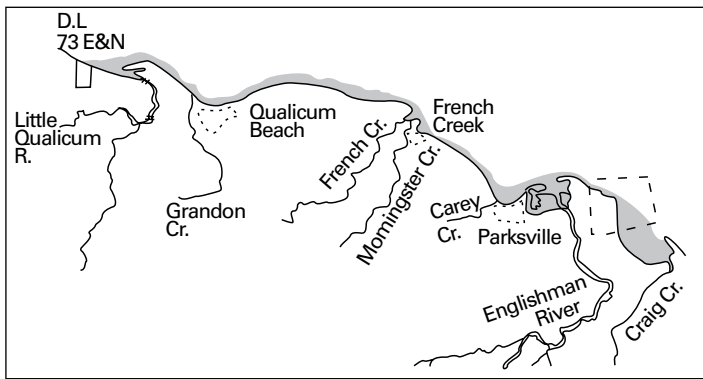 D.L
73 E&N
Little
Qualicum
R.
Qualicum
Beach
Grandon
Cr.
French Cr.
Morningster Cr.
French
Creek
Carey
Cr.
Parksville
Englishman
River
Craig Cr.